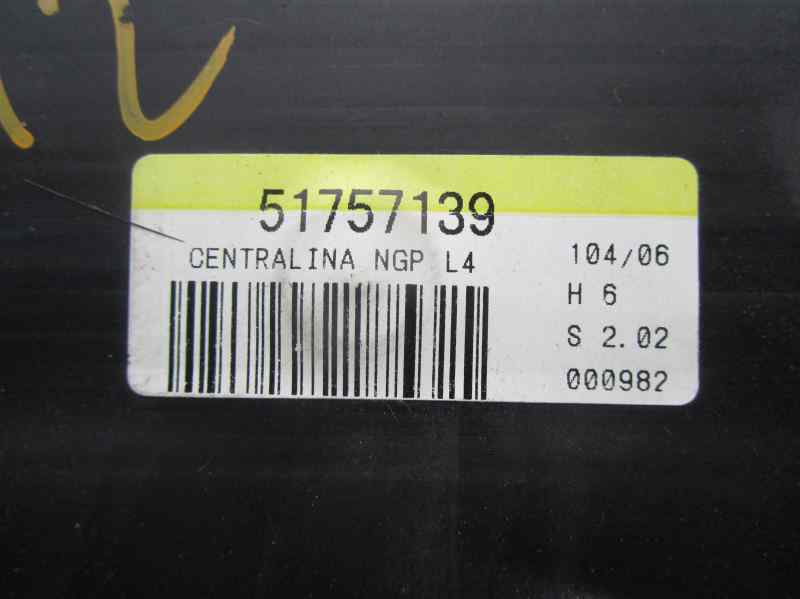 51757139
CENTRALINA NGP L4
104/06
H 6
S 2.02
000982